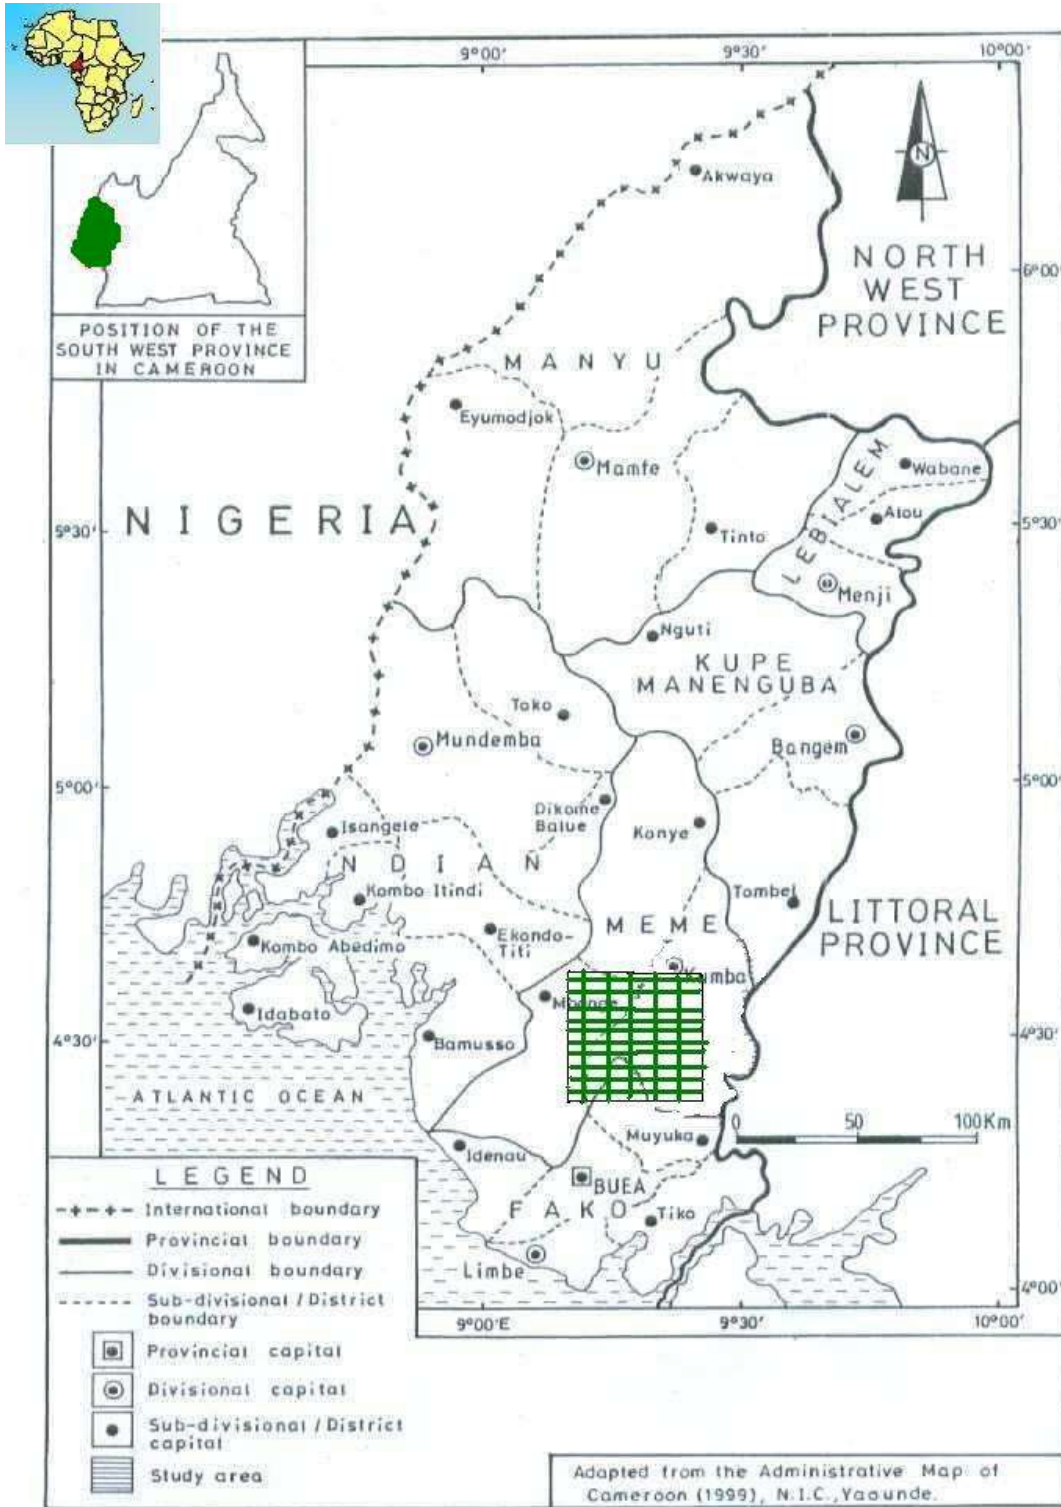 9°00'
9°30'
10°00'
N
Akwaya
NORTH
WEST
PROVINCE
6°00'
POSITION OF THE
SOUTH WEST PROVINCE
IN CAMEROON
MANYU
Eyumodjok
Mamfe
LEBIALEM
Wabane
NIGERIA
5°30'
Tinto
Alou
5°30'
Menji
Nguti
KUPE
MANENGUBA
Toko
Mundemba
Bangem
5°00'
5°00'
Dikome
Balue
Isangele
Konye
NDIAN
Kombo Itindi
Tombel
MEME
LITTORAL
PROVINCE
Ekondo-
Titi
Kombo Abedimo
Kumba
Idabato
4°30'
Bamusso
4°30'
ATLANTIC OCEAN
0 50 100Km
Muyuka
Idenau
LEGEND
BUEA
International boundary
FAKO
Tiko
Provincial boundary
Limbe
Divisional boundary
Sub-divisional / District
boundary
4°00'
9°00'E
9°30'
10°00'
Provincial capital
Divisional capital
Sub-divisional / District
capital
Study area
Adapted from the Administrative Map of
Cameroon (1999), N.I.C., Yaounde.